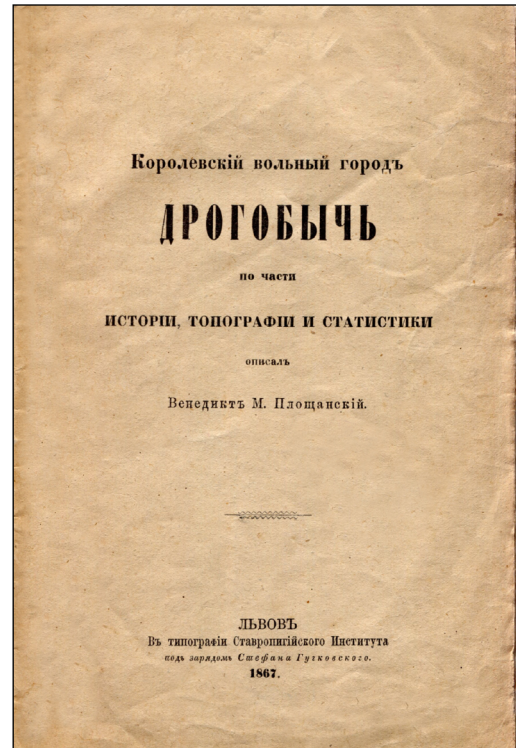 Королевскій вольный городъ
ДРОГОБЫЧЬ
по части
ИСТОРІИ, ТОПОГРАФІИ И СТАТИСТИКИ
описалъ
Венедиктъ М. Площанскій.
ЛЬВОВЪ
Въ типографіи Ставропигійского Института
подъ зарядомъ Стефана Гучковского.
1867.